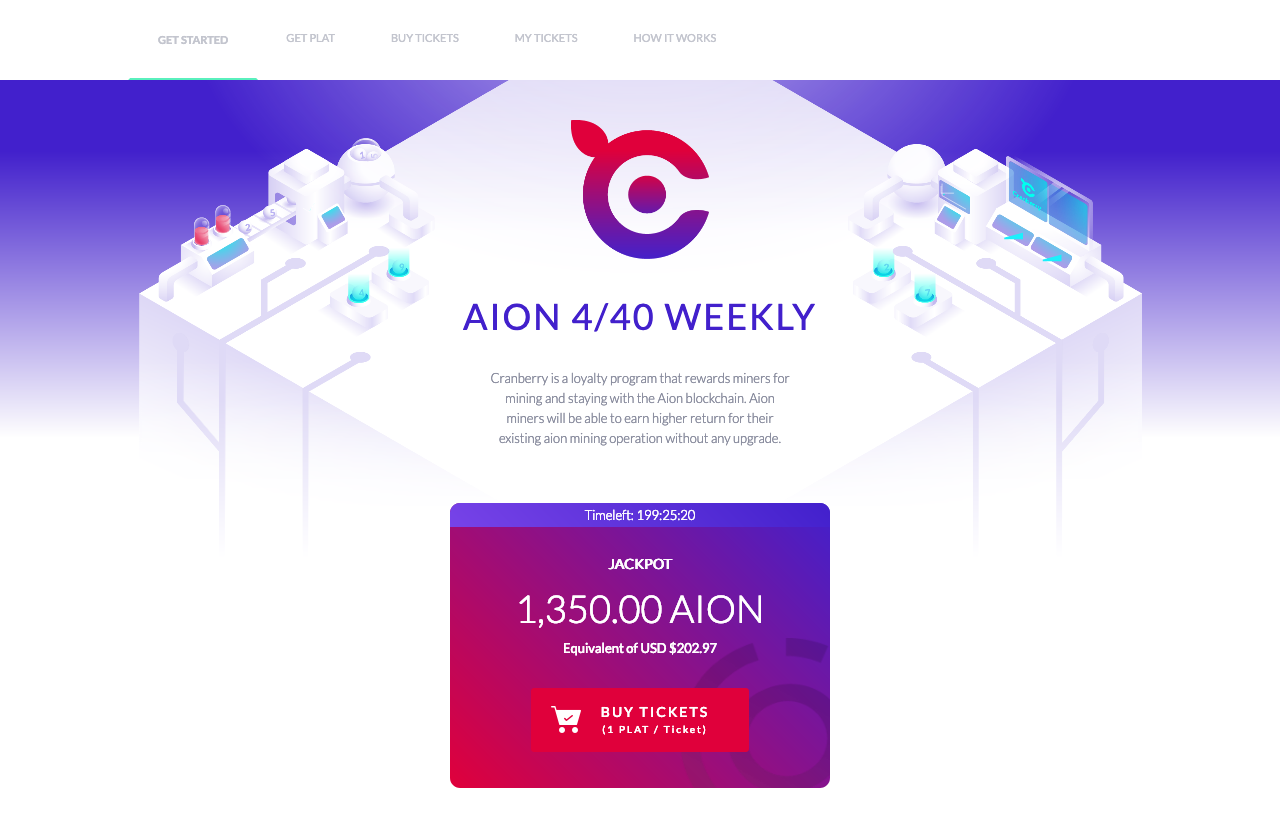 GET STARTED
GET PLAT
BUY TICKETS
MY TICKETS
HOW IT WORKS
AION 4/40 WEEKLY
Cranberry is a loyalty program that rewards miners for
mining and staying with the Aion blockchain. Aion
miners will be able to earn higher return for their
existing aion mining operation without any upgrade.
Timeleft: 199:25:20
JACKPOT
1,350.00 AION
Equivalent of USD $202.97
BUY TICKETS
(1 PLAT / Ticket)